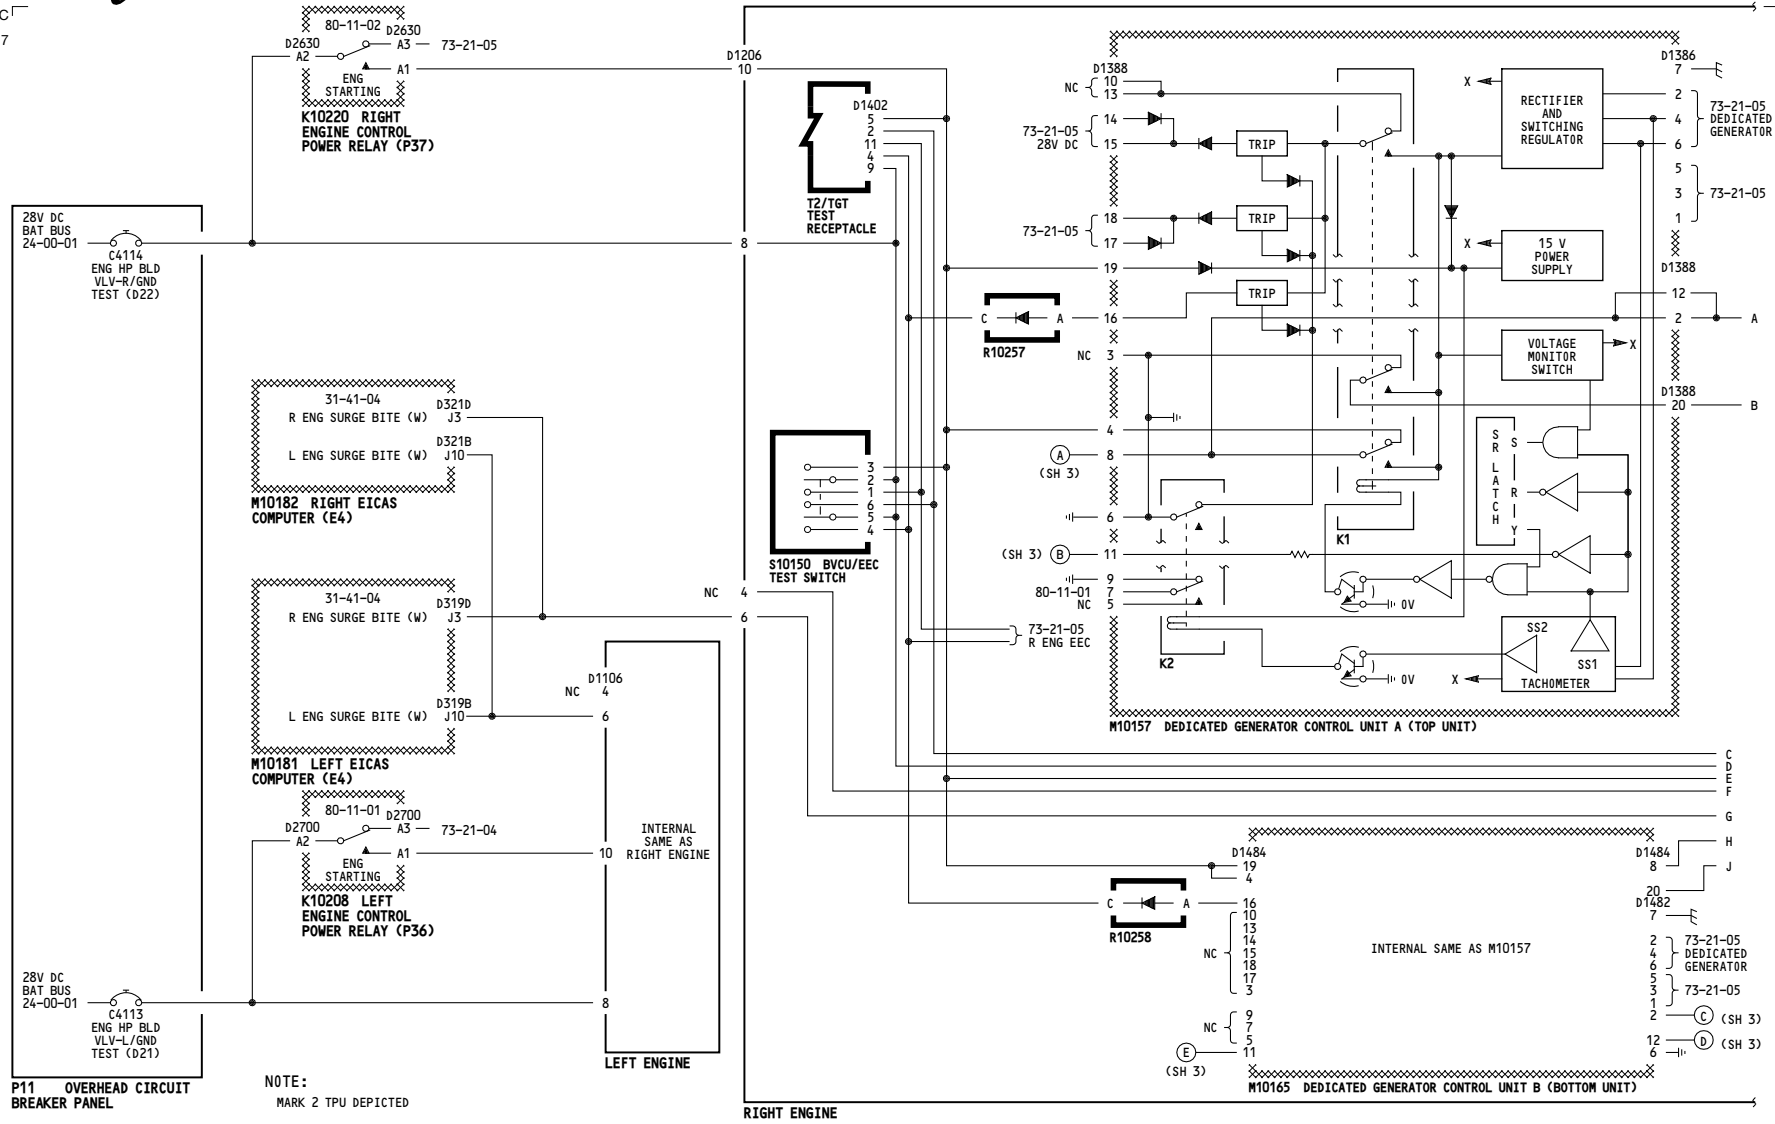 C
7
80-11-02
D2630
D2630
A2
A3
73-21-05
A1
ENG
STARTING
K10220 RIGHT
ENGINE CONTROL
POWER RELAY (P37)
28V DC
BAT BUS
24-00-01
C4114
ENG HP BLD
VLV-R/GND
TEST (D22)
31-41-04
D321D
R ENG SURGE BITE (W) J3
D321B
L ENG SURGE BITE (W) J10
M10182 RIGHT EICAS
COMPUTER (E4)
31-41-04
D319D
R ENG SURGE BITE (W) J3
D319B
L ENG SURGE BITE (W) J10
M10181 LEFT EICAS
COMPUTER (E4)
80-11-01
D2700
D2700
A2
A3
73-21-04
A1
ENG
STARTING
K10208 LEFT
ENGINE CONTROL
POWER RELAY (P36)
28V DC
BAT BUS
24-00-01
C4113
ENG HP BLD
VLV-L/GND
TEST (D21)
P11 OVERHEAD CIRCUIT
BREAKER PANEL
NOTE:
MARK 2 TPU DEPICTED
D1106
NC 4
6
INTERNAL
SAME AS
RIGHT ENGINE
10
8
LEFT ENGINE
D1206
10
8
NC 4
6
D1402
5
2
11
4
9
T2/TGT
TEST
RECEPTACLE
C A
R10257
3
2
1
6
5
4
S10150 BVCU/EEC
TEST SWITCH
73-21-05
R ENG EEC
D1388
NC
10
13
14
73-21-05
28V DC
15
TRIP
18
73-21-05
17
TRIP
19
TRIP
16
NC 3
4
A
(SH 3)
8
6
(SH 3) B 11
9
80-11-01 7
NC 5
K2
K1
RECTIFIER
AND
SWITCHING
REGULATOR
X
15 V
POWER
SUPPLY
X
VOLTAGE
MONITOR
SWITCH
X
SR LATCH
S
R
Y
0V
0V
SS2
SS1
TACHOMETER
X
D1386
7
2
4
6
73-21-05
DEDICATED
GENERATOR
5
3
1
73-21-05
D1388
12
2
A
D1388
20
B
M10157 DEDICATED GENERATOR CONTROL UNIT A (TOP UNIT)
C
D
E
F
G
H
J
D1484
19
4
C A
R10258
16
10
13
14
NC 15
18
17
3
9
NC 7
5
E 11
(SH 3)
INTERNAL SAME AS M10157
D1484
8
20
D1482
7
2
4
6
73-21-05
DEDICATED
GENERATOR
5
3
1
73-21-05
2 C (SH 3)
12 D (SH 3)
6
M10165 DEDICATED GENERATOR CONTROL UNIT B (BOTTOM UNIT)
RIGHT ENGINE